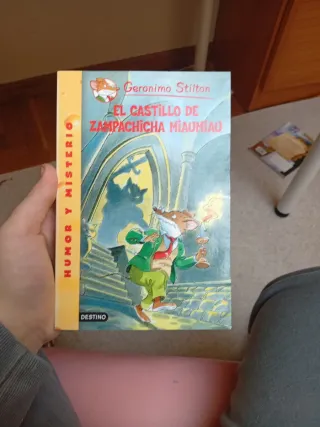 Geronimo Stilton
EL CASTILLO DE
ZAMPACHICHA MIAUMIAU
HUMOR Y MISTERIO
DESTINO